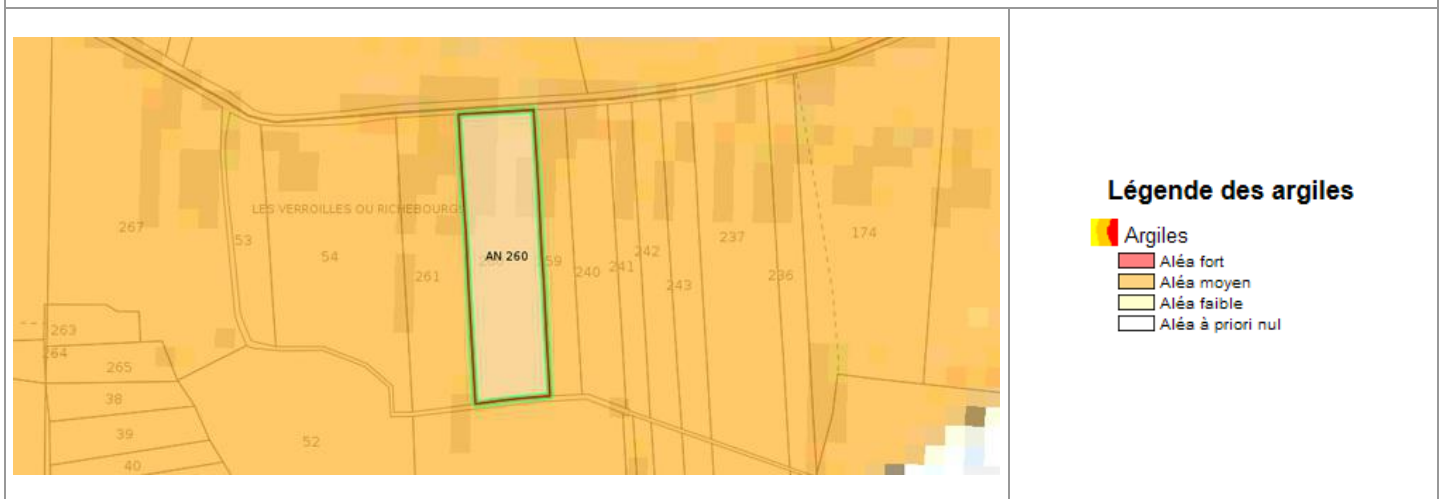 LES VERROILLES OU RICHEBOURGS
267
53
54
261
AN 260
59
240
241
242
243
237
236
174
263
264
265
38
39
40
52
Légende des argiles
Argiles
Aléa fort
Aléa moyen
Aléa faible
Aléa à priori nul